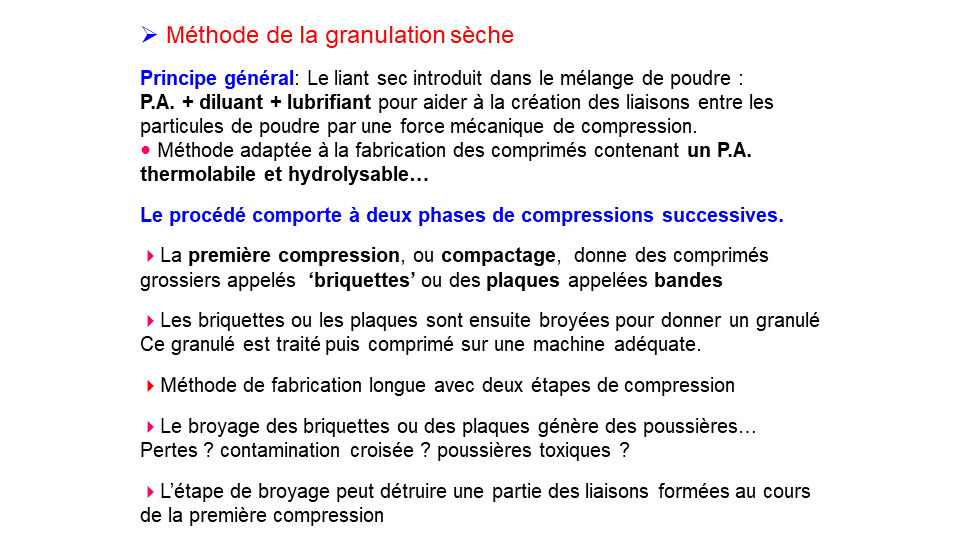 ➢ Méthode de la granulation sèche
Principe général: Le liant sec introduit dans le mélange de poudre :
P.A. + diluant + lubrifiant pour aider à la création des liaisons entre les
particules de poudre par une force mécanique de compression.
• Méthode adaptée à la fabrication des comprimés contenant un P.A.
thermolabile et hydrolysable…
Le procédé comporte à deux phases de compressions successives.
La première compression, ou compactage, donne des comprimés
grossiers appelés ‘briquettes’ ou des plaques appelées bandes
Les briquettes ou les plaques sont ensuite broyées pour donner un granulé
Ce granulé est traité puis comprimé sur une machine adéquate.
Méthode de fabrication longue avec deux étapes de compression
Le broyage des briquettes ou des plaques génère des poussières…
Pertes ? contamination croisée ? poussières toxiques ?
L’étape de broyage peut détruire une partie des liaisons formées au cours
de la première compression